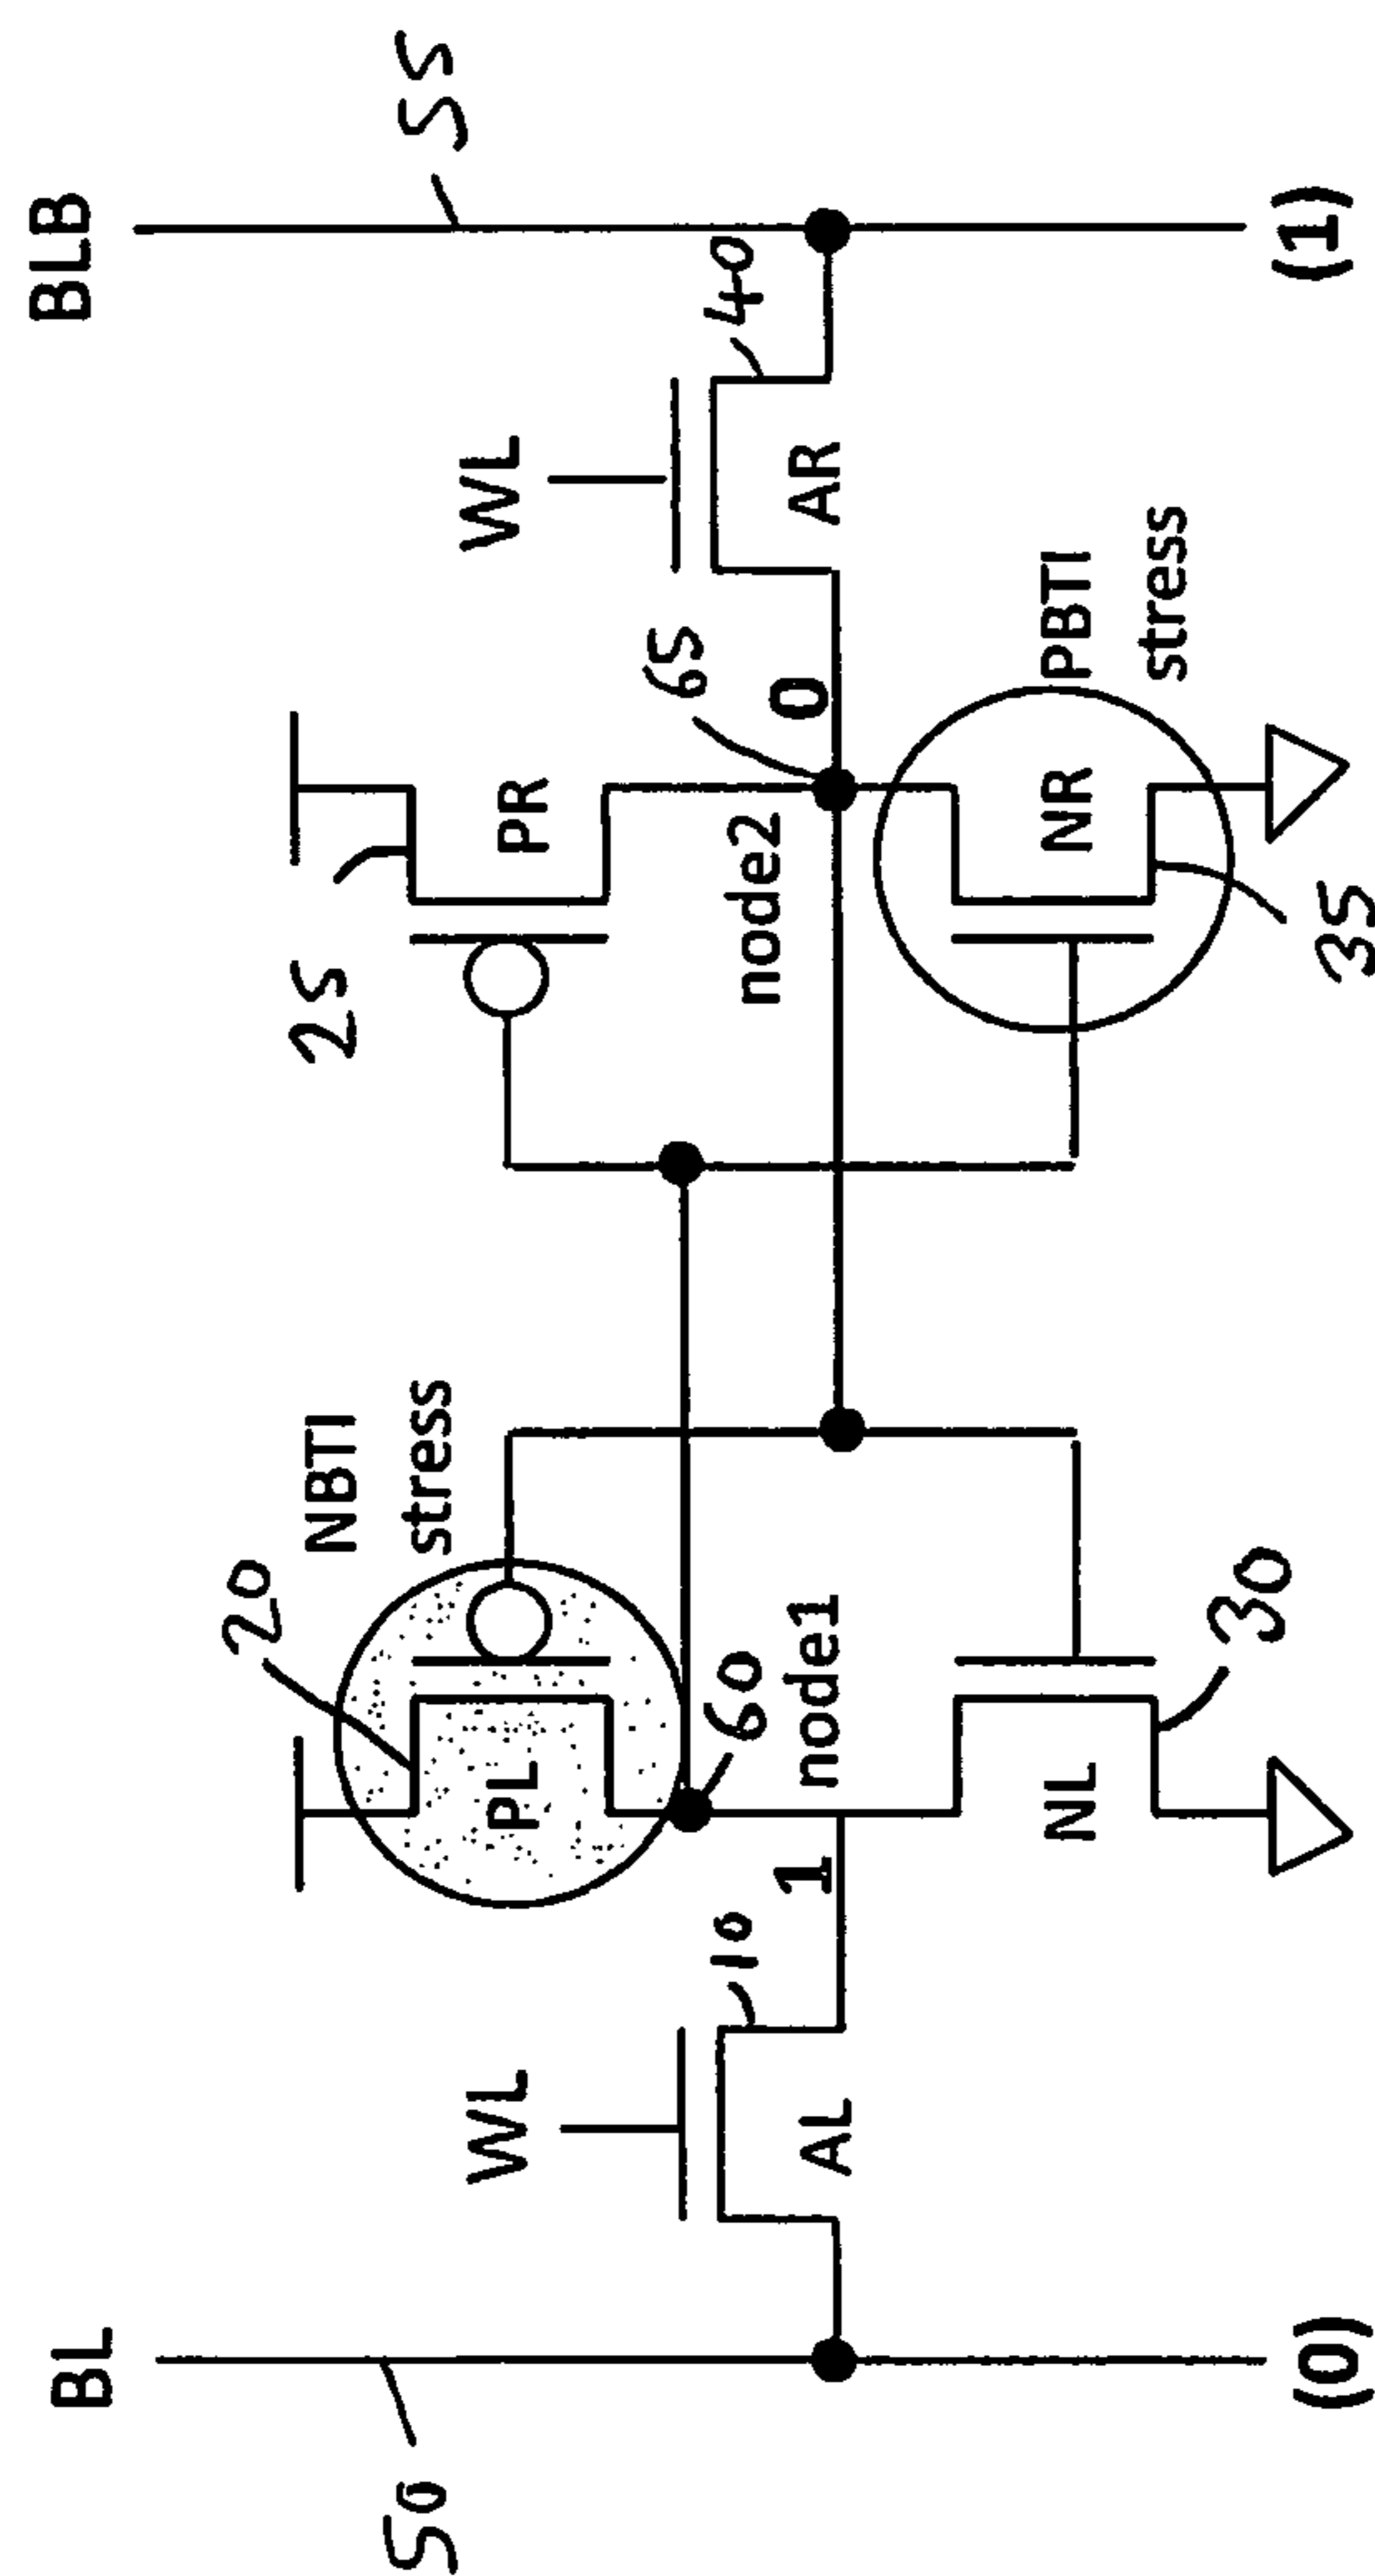 BL
BLB
50
55
WL
WL
10
40
AL
AR
20
25
NBTI
stress
PL
PR
60
65
node1
node2
1
0
NL
NR
30
35
PBTI
stress
(0)
(1)